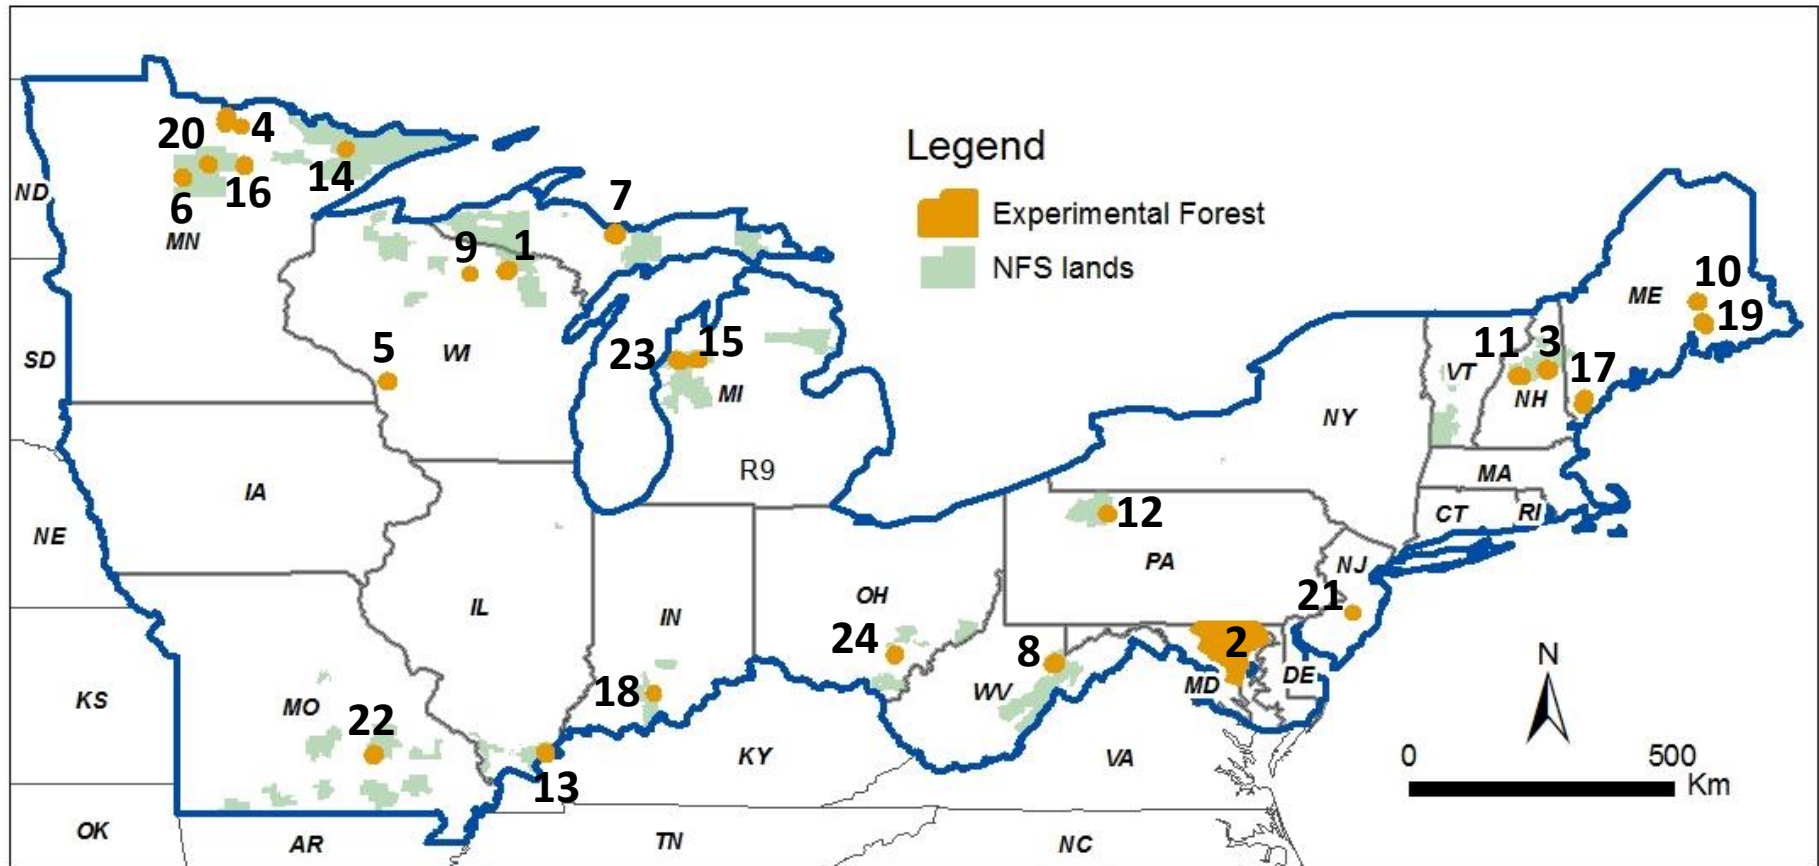 Legend
Experimental Forest
NFS lands
20
4
ND
6
16
14
MN
7
9
1
10
ME
19
SD
5
WI
23
15
MI
11
3
VT
17
NH
NY
R9
MA
IA
12
CT
RI
NE
PA
NJ
OH
21
IL
IN
24
8
2
DE
N
KS
MO
18
WV
MD
22
KY
VA
0
500
Km
13
OK
AR
TN
NC